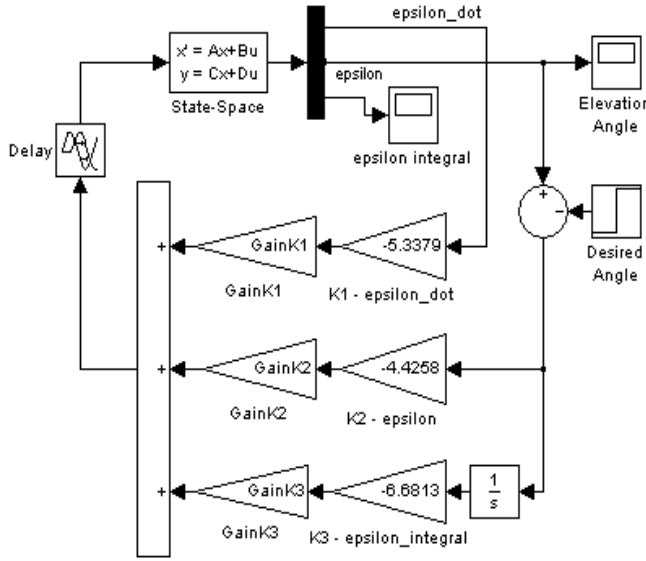 epsilon_dot
x' = Ax+Bu
y = Cx+Du
State-Space
epsilon
epsilon integral
Elevation
Angle
Delay
+
−
Desired
Angle
+
GainK1
-5.3379
GainK1
K1 - epsilon_dot
+
GainK2
-4.4258
GainK2
K2 - epsilon
+
GainK3
-6.6813
1
s
GainK3
K3 - epsilon_integral